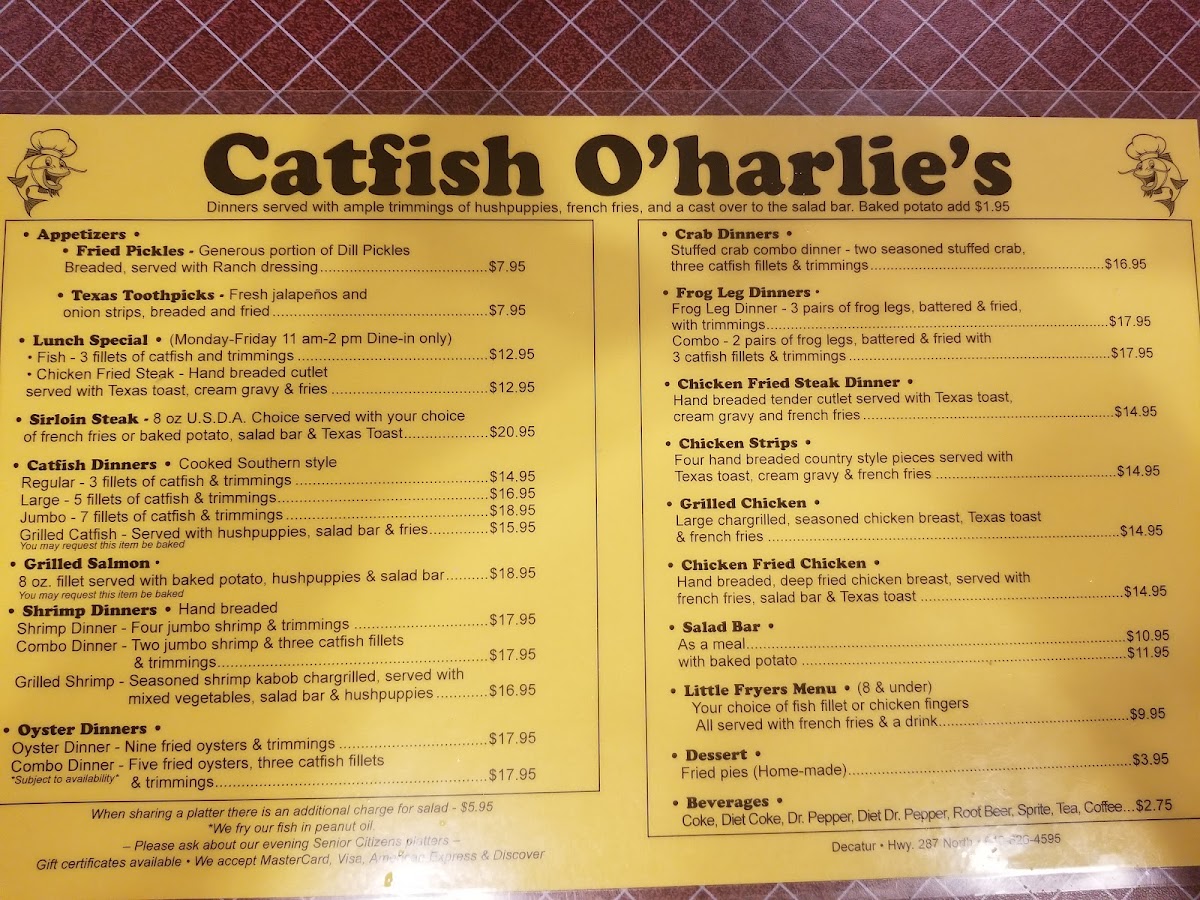 Catfish O'harlie's
Dinners served with ample trimmings of hushpuppies, french fries, and a cast over to the salad bar. Baked potato add $1.95
• Appetizers •
• Fried Pickles - Generous portion of Dill Pickles
Breaded, served with Ranch dressing...$7.95
• Texas Toothpicks - Fresh jalapeños and
onion strips, breaded and fried...$7.95
• Lunch Special • (Monday-Friday 11 am-2 pm Dine-in only)
• Fish - 3 fillets of catfish and trimmings...$12.95
• Chicken Fried Steak - Hand breaded cutlet
served with Texas toast, cream gravy & fries...$12.95
• Sirloin Steak - 8 oz U.S.D.A. Choice served with your choice
of french fries or baked potato, salad bar & Texas Toast...$20.95
• Catfish Dinners • Cooked Southern style
Regular - 3 fillets of catfish & trimmings...$14.95
Large - 5 fillets of catfish & trimmings...$16.95
Jumbo - 7 fillets of catfish & trimmings...$18.95
Grilled Catfish - Served with hushpuppies, salad bar & fries...$15.95
You may request this item be baked
• Grilled Salmon •
8 oz. fillet served with baked potato, hushpuppies & salad bar...$18.95
You may request this item be baked
• Shrimp Dinners • Hand breaded
Shrimp Dinner - Four jumbo shrimp & trimmings...$17.95
Combo Dinner - Two jumbo shrimp & three catfish fillets
& trimmings...$17.95
Grilled Shrimp - Seasoned shrimp kabob chargrilled, served with
mixed vegetables, salad bar & hushpuppies...$16.95
• Oyster Dinners •
Oyster Dinner - Nine fried oysters & trimmings...$17.95
Combo Dinner - Five fried oysters, three catfish fillets
*Subject to availability* & trimmings...$17.95
When sharing a platter there is an additional charge for salad - $5.95
*We fry our fish in peanut oil.
– Please ask about our evening Senior Citizens platters –
Gift certificates available • We accept MasterCard, Visa, American Express & Discover
• Crab Dinners •
Stuffed crab combo dinner - two seasoned stuffed crab,
three catfish fillets & trimmings...$16.95
• Frog Leg Dinners •
Frog Leg Dinner - 3 pairs of frog legs, battered & fried,
with trimmings...$17.95
Combo - 2 pairs of frog legs, battered & fried with
3 catfish fillets & trimmings...$17.95
• Chicken Fried Steak Dinner •
Hand breaded tender cutlet served with Texas toast,
cream gravy and french fries...$14.95
• Chicken Strips •
Four hand breaded country style pieces served with
Texas toast, cream gravy & french fries...$14.95
• Grilled Chicken •
Large chargrilled, seasoned chicken breast, Texas toast
& french fries...$14.95
• Chicken Fried Chicken •
Hand breaded, deep fried chicken breast, served with
french fries, salad bar & Texas toast...$14.95
• Salad Bar •
As a meal...$10.95
with baked potato...$11.95
• Little Fryers Menu • (8 & under)
Your choice of fish fillet or chicken fingers
All served with french fries & a drink...$9.95
• Dessert •
Fried pies (Home-made)...$3.95
• Beverages •
Coke, Diet Coke, Dr. Pepper, Diet Dr. Pepper, Root Beer, Sprite, Tea, Coffee...$2.75
Decatur • Hwy. 287 North